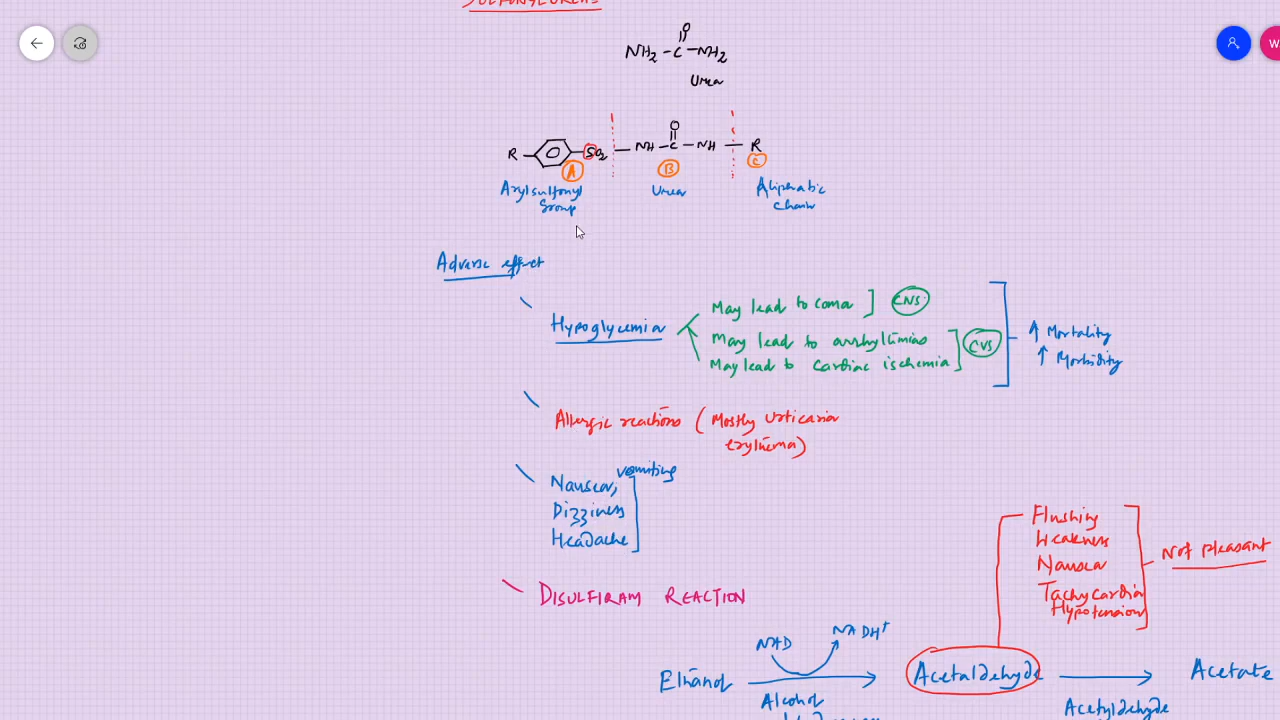 SULFONYLUREAS
O
NH2 - C - NH2
Urea
R - SO2 - NH - C - NH - R
O
A B C
Arylsulfonyl Group
Urea
Aliphatic chain
Adverse effect
Hypoglycemia
May lead to coma ] CNS
May lead to arrhythmias
May lead to cardiac ischemia
CVS
↑ Mortality
↑ Morbidity
Allergic reactions (Mostly Urticaria
erythema)
Nausea, vomiting
Dizziness
Headache
DISULFIRAM REACTION
Flushing
Nausea
Tachycardia
Hypotension
Not pleasant
NAD
NADH+
Ethanol
Acetaldehyde
Acetate
Alcohol
Acetyldehyde
W